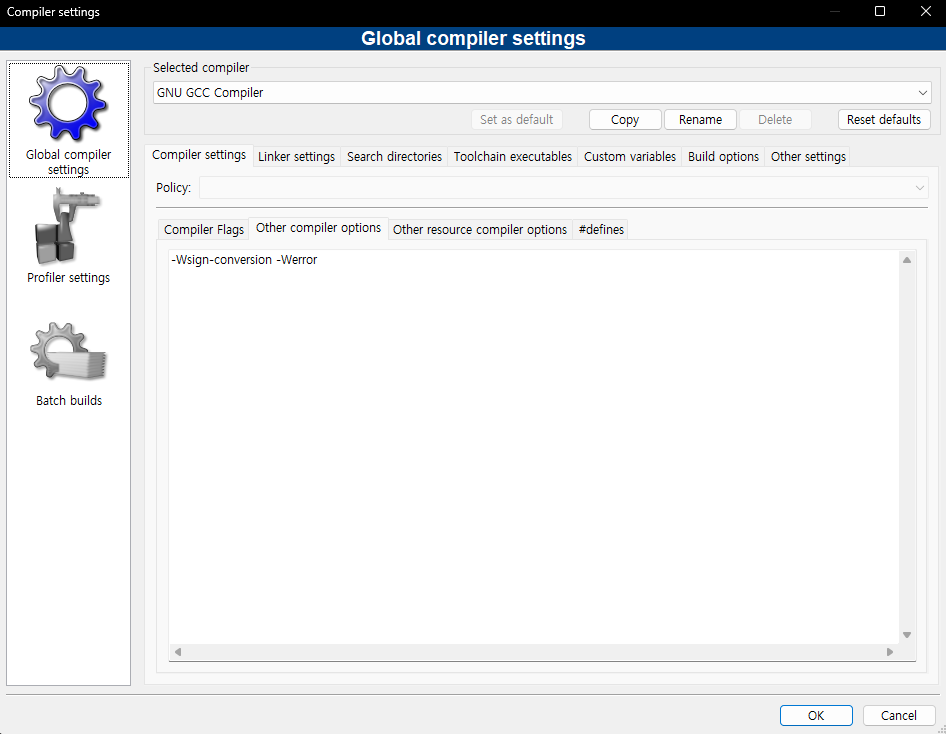 Compiler settings
Global compiler settings
Global compiler
settings
Profiler settings
Batch builds
Selected compiler
GNU GCC Compiler
Set as default Copy Rename Delete Reset defaults
Compiler settings Linker settings Search directories Toolchain executables Custom variables Build options Other settings
Policy:
Compiler Flags Other compiler options Other resource compiler options #defines
-Wsign-conversion -Werror
OK Cancel